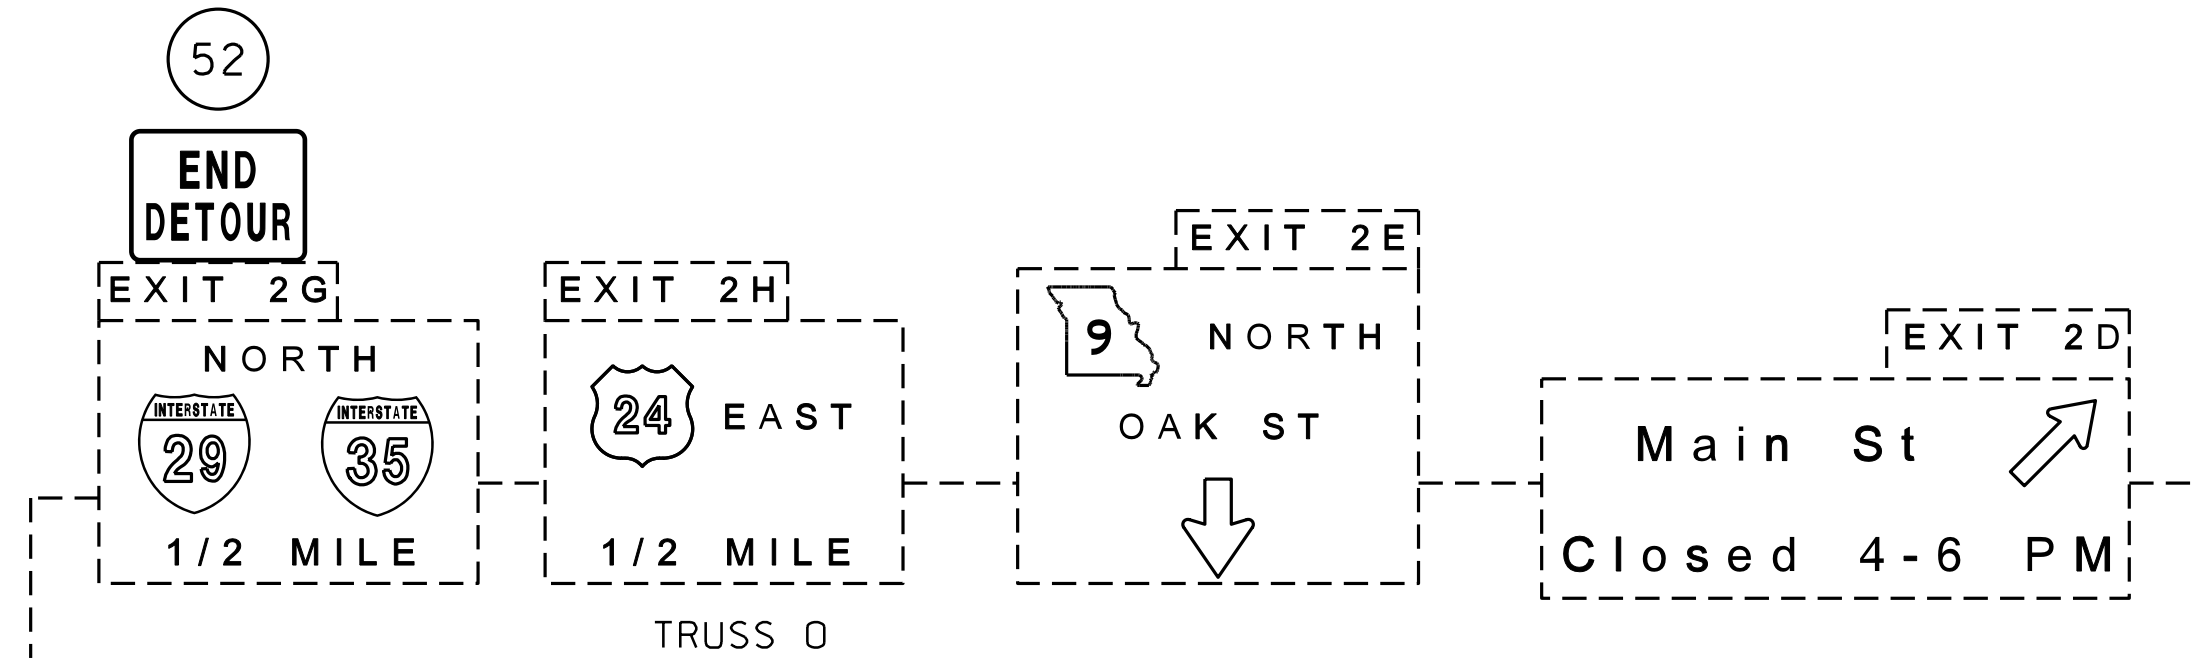 52
END
DETOUR
EXIT 2G
NORTH
INTERSTATE
29
INTERSTATE
35
1/2 MILE
EXIT 2H
24 EAST
1/2 MILE
TRUSS O
EXIT 2E
9 NORTH
OAK ST
EXIT 2D
Main St
Closed 4-6 PM